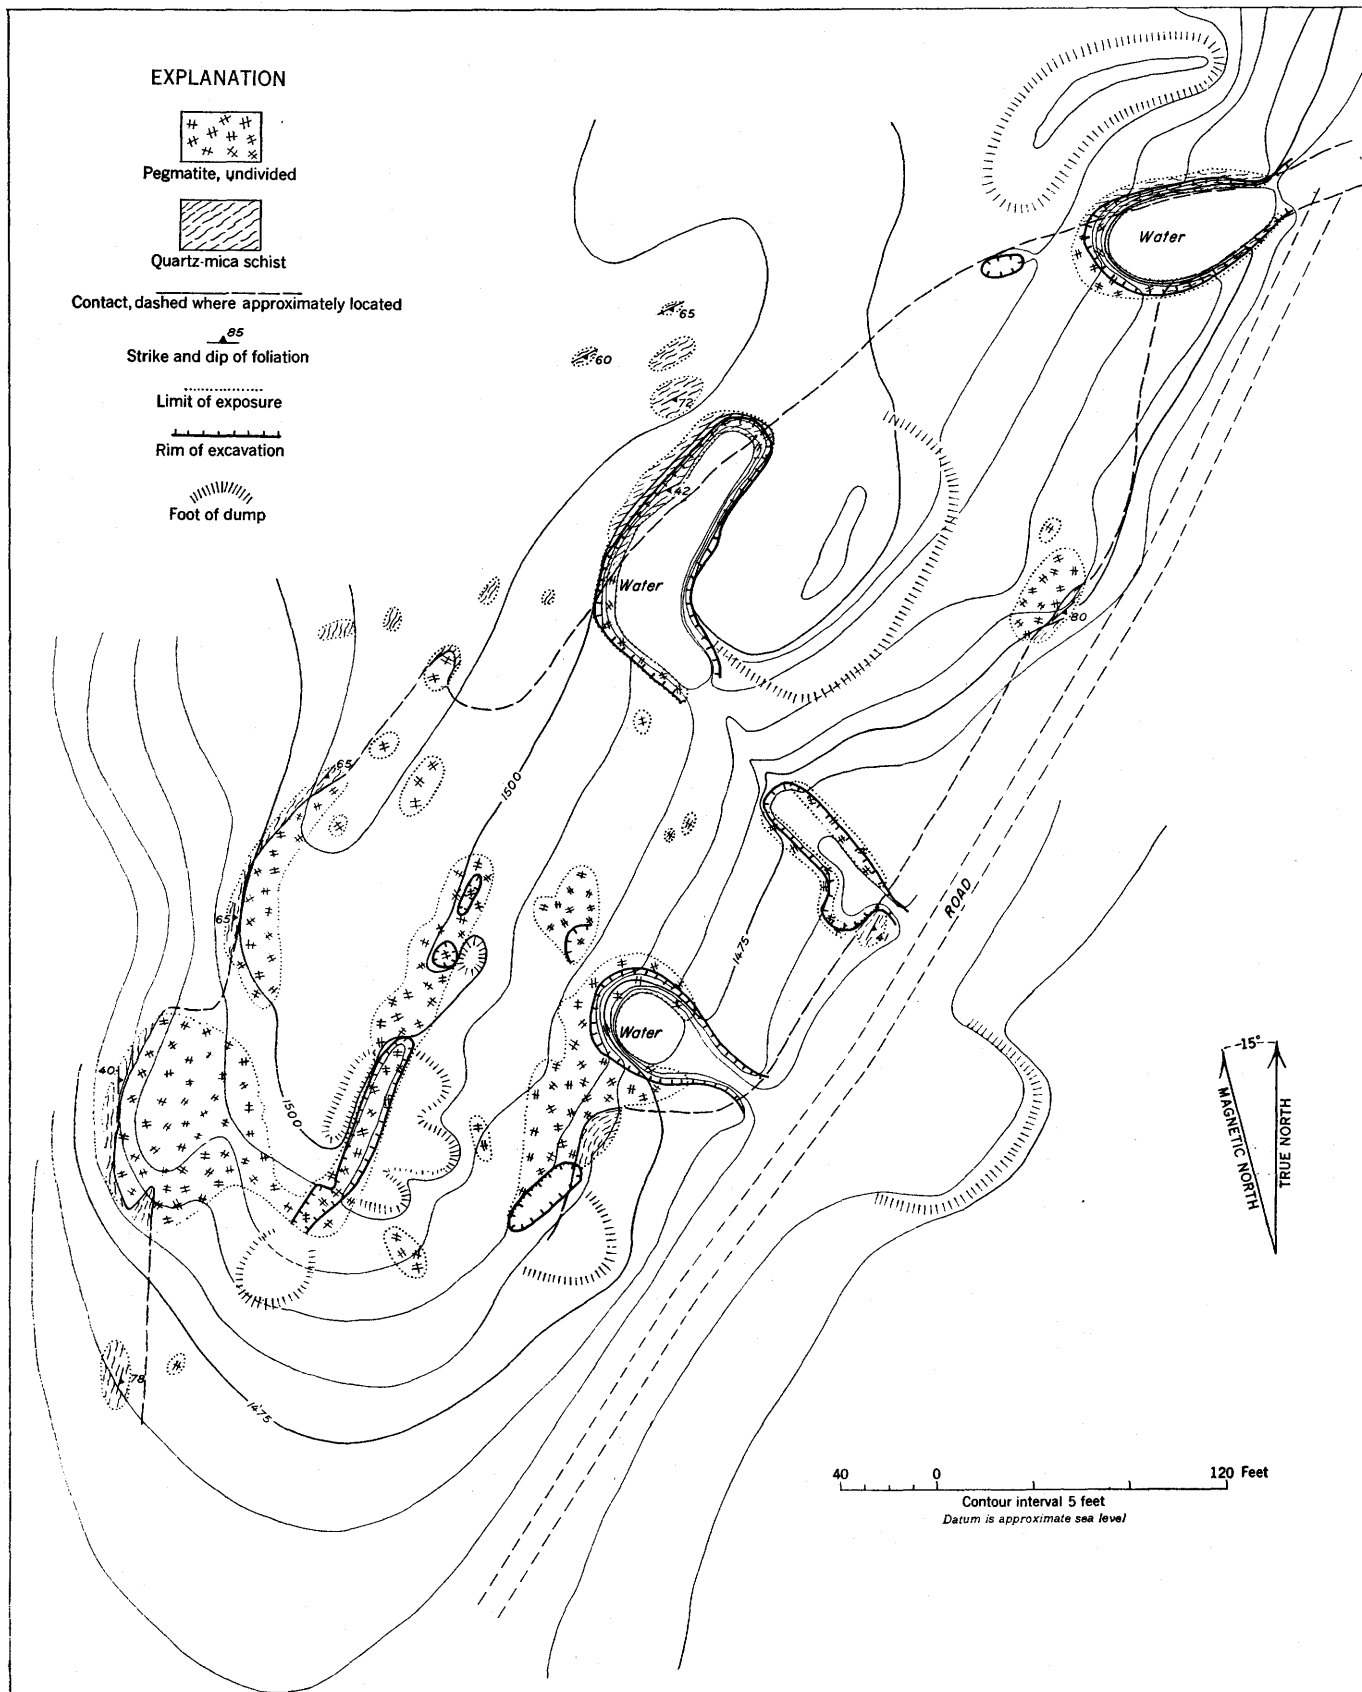 EXPLANATION
Pegmatite, undivided
Quartz-mica schist
Contact, dashed where approximately located
85
Strike and dip of foliation
Limit of exposure
Rim of excavation
Foot of dump
Water
65
60
72
42
Water
80
65
1500
ROAD
65
1475
Water
40
1500
15°
MAGNETIC NORTH
TRUE NORTH
78
1475
40 0 120 Feet
Contour interval 5 feet
Datum is approximate sea level